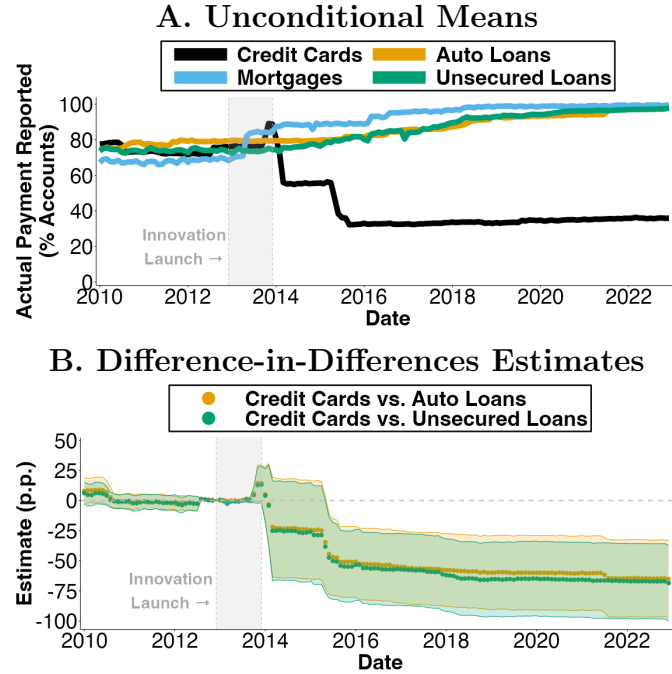 A. Unconditional Means
Credit Cards
Auto Loans
Mortgages
Unsecured Loans
Actual Payment Reported
(% Accounts)
100
80
60
40
20
0
Innovation
Launch →
2010 2012 2014 2016 2018 2020 2022
Date
B. Difference-in-Differences Estimates
Credit Cards vs. Auto Loans
Credit Cards vs. Unsecured Loans
Estimate (p.p.)
50
25
0
-25
-50
-75
-100
Innovation
Launch →
2010 2012 2014 2016 2018 2020 2022
Date